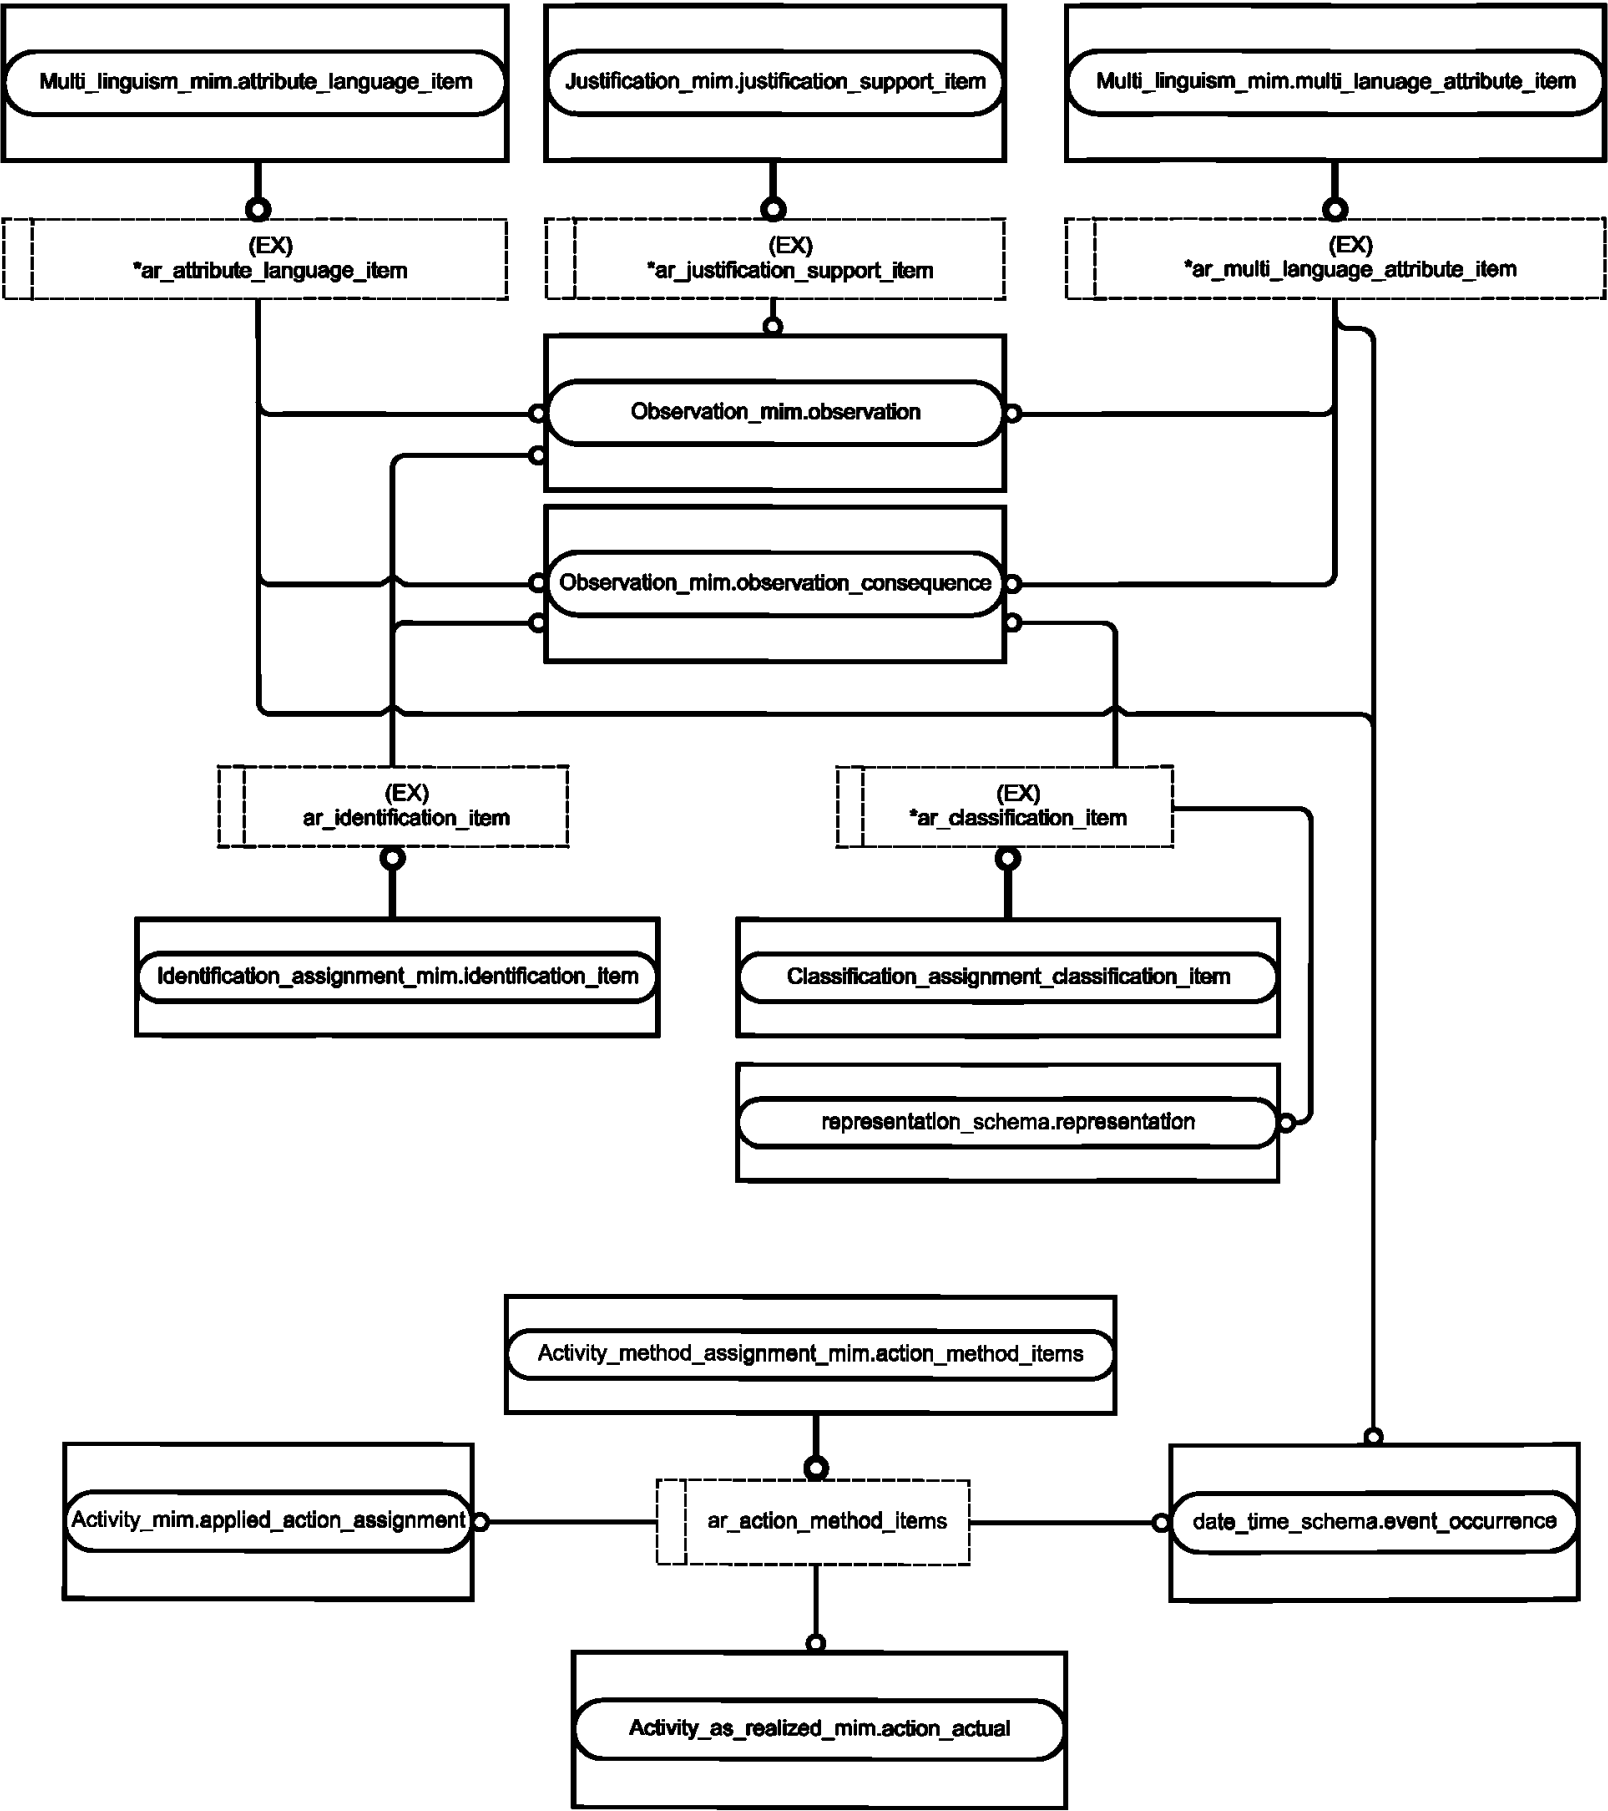 Multi_linguism_mim.attribute_language_item
Justification_mim.justification_support_item
Multi_linguism_mim.multi_lanuage_attribute_item
(EX)
*ar_attribute_language_item
(EX)
*ar_justification_support_item
(EX)
*ar_multi_language_attribute_item
Observation_mim.observation
Observation_mim.observation_consequence
(EX)
ar_identification_item
(EX)
*ar_classification_item
Identification_assignment_mim.identification_item
Classification_assignment_classification_item
representation_schema.representation
Activity_method_assignment_mim.action_method_items
Activity_mim.applied_action_assignment
ar_action_method_items
date_time_schema.event_occurrence
Activity_as_realized_mim.action_actual